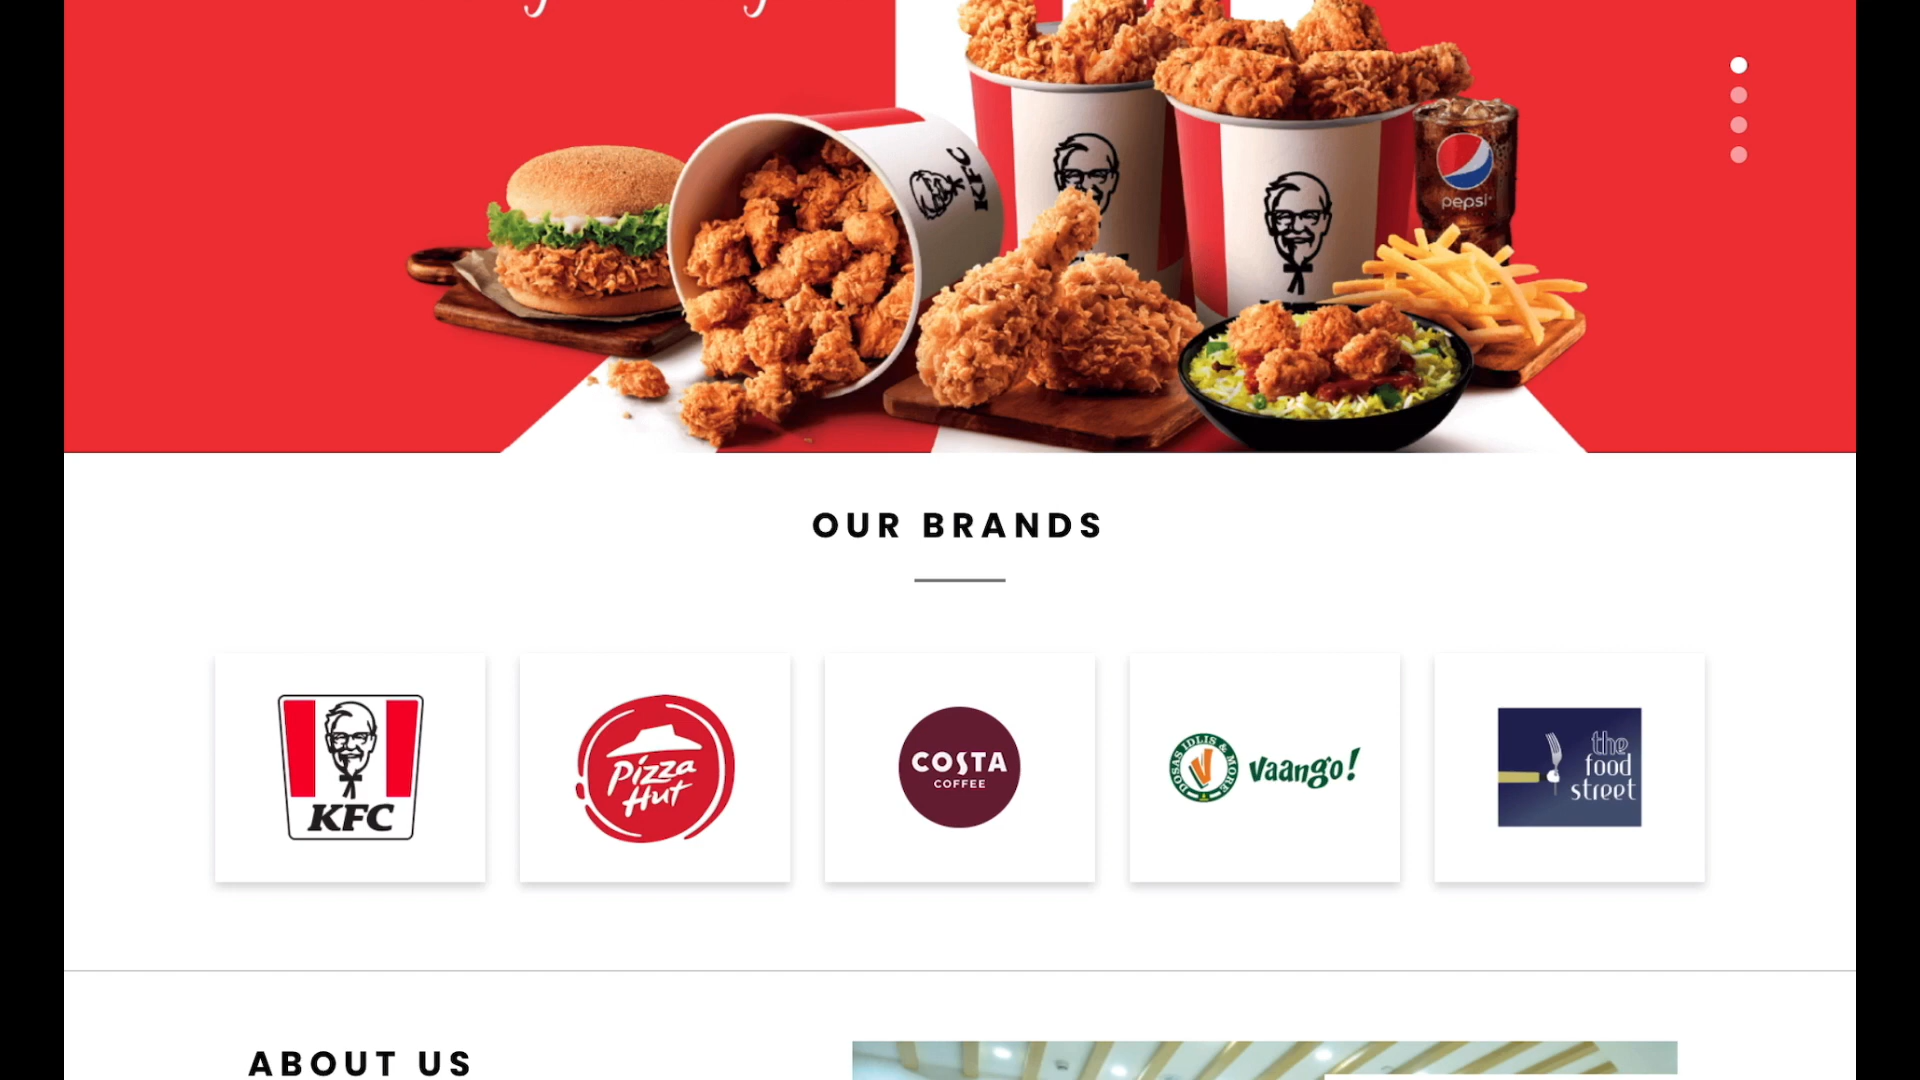 KFC
pepsi
OUR BRANDS
KFC
Pizza
Hut
COSTA
COFFEE
DOSAS IDLIS & MORE
Vaango!
the
food
street
ABOUT US